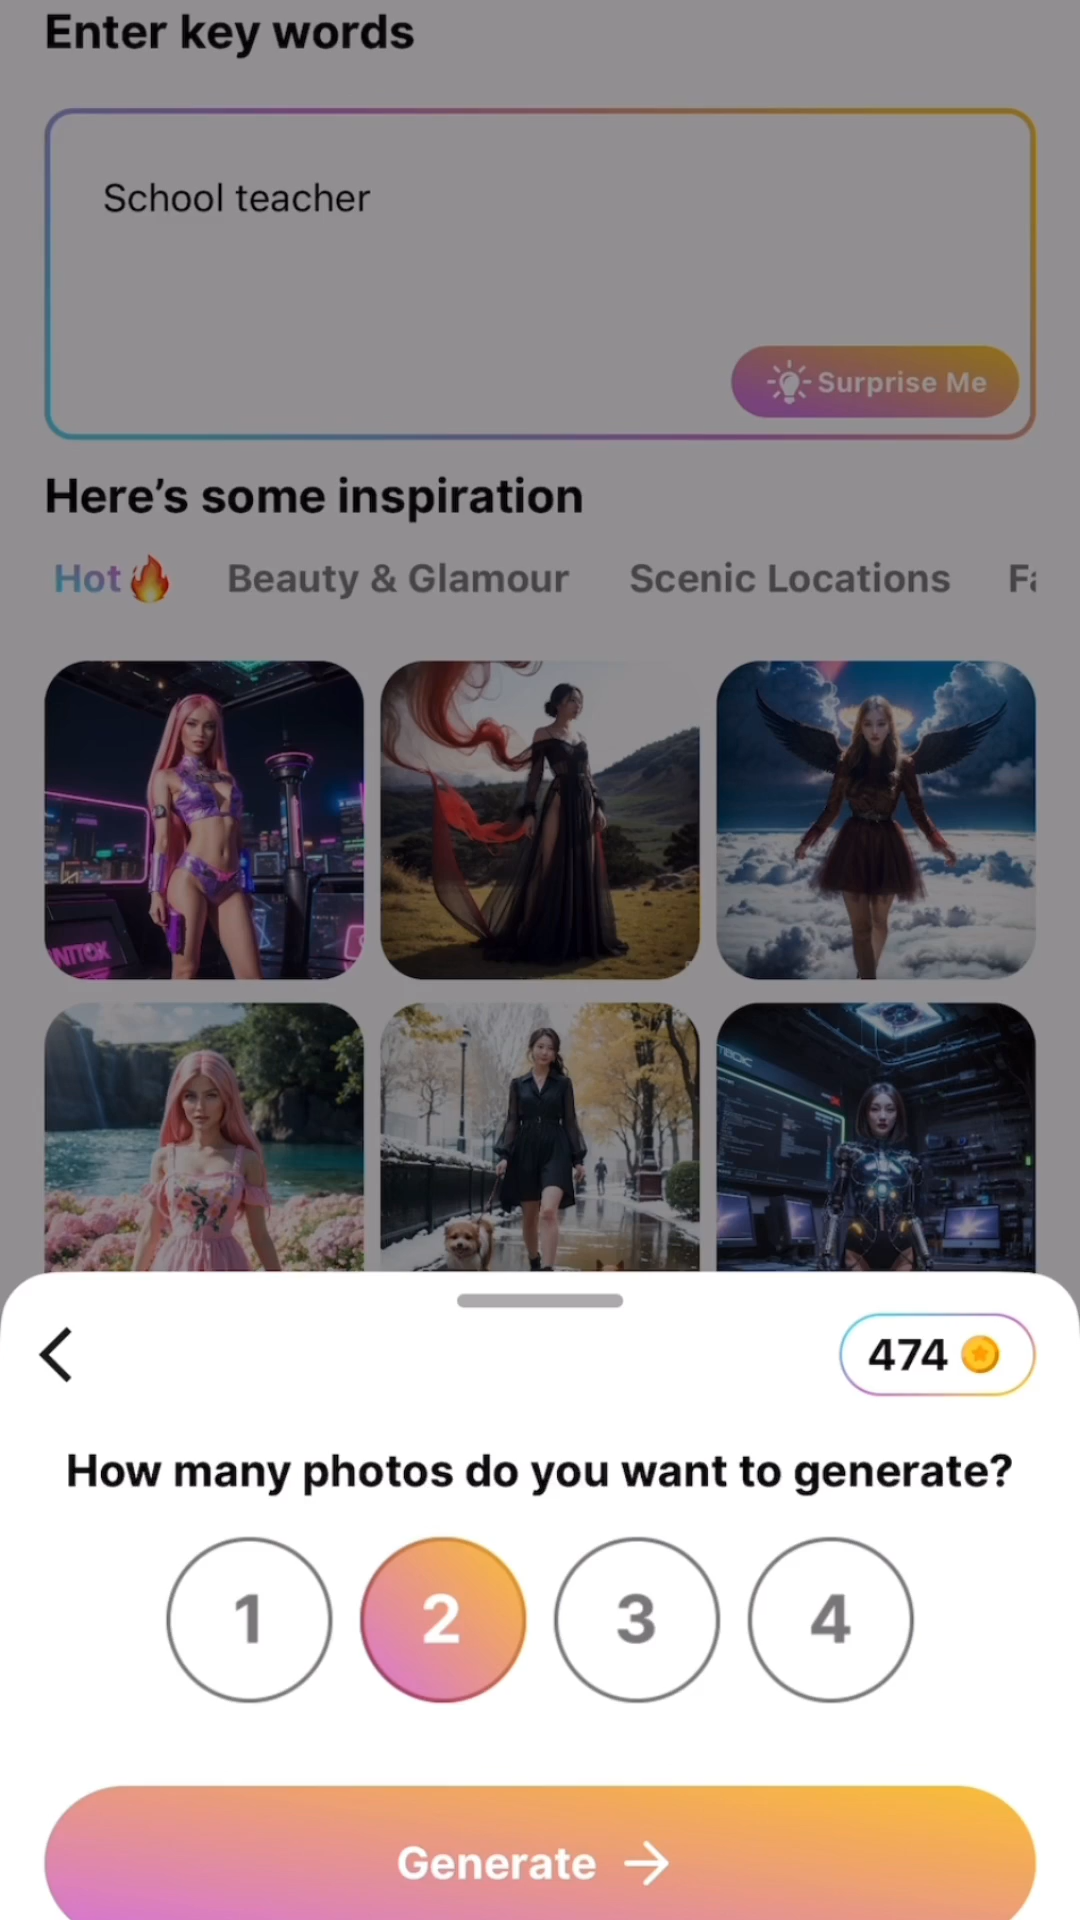 Enter key words
School teacher
Surprise Me
Here's some inspiration
Hot🔥 Beauty & Glamour Scenic Locations Fa
474
How many photos do you want to generate?
1 2 3 4
Generate →